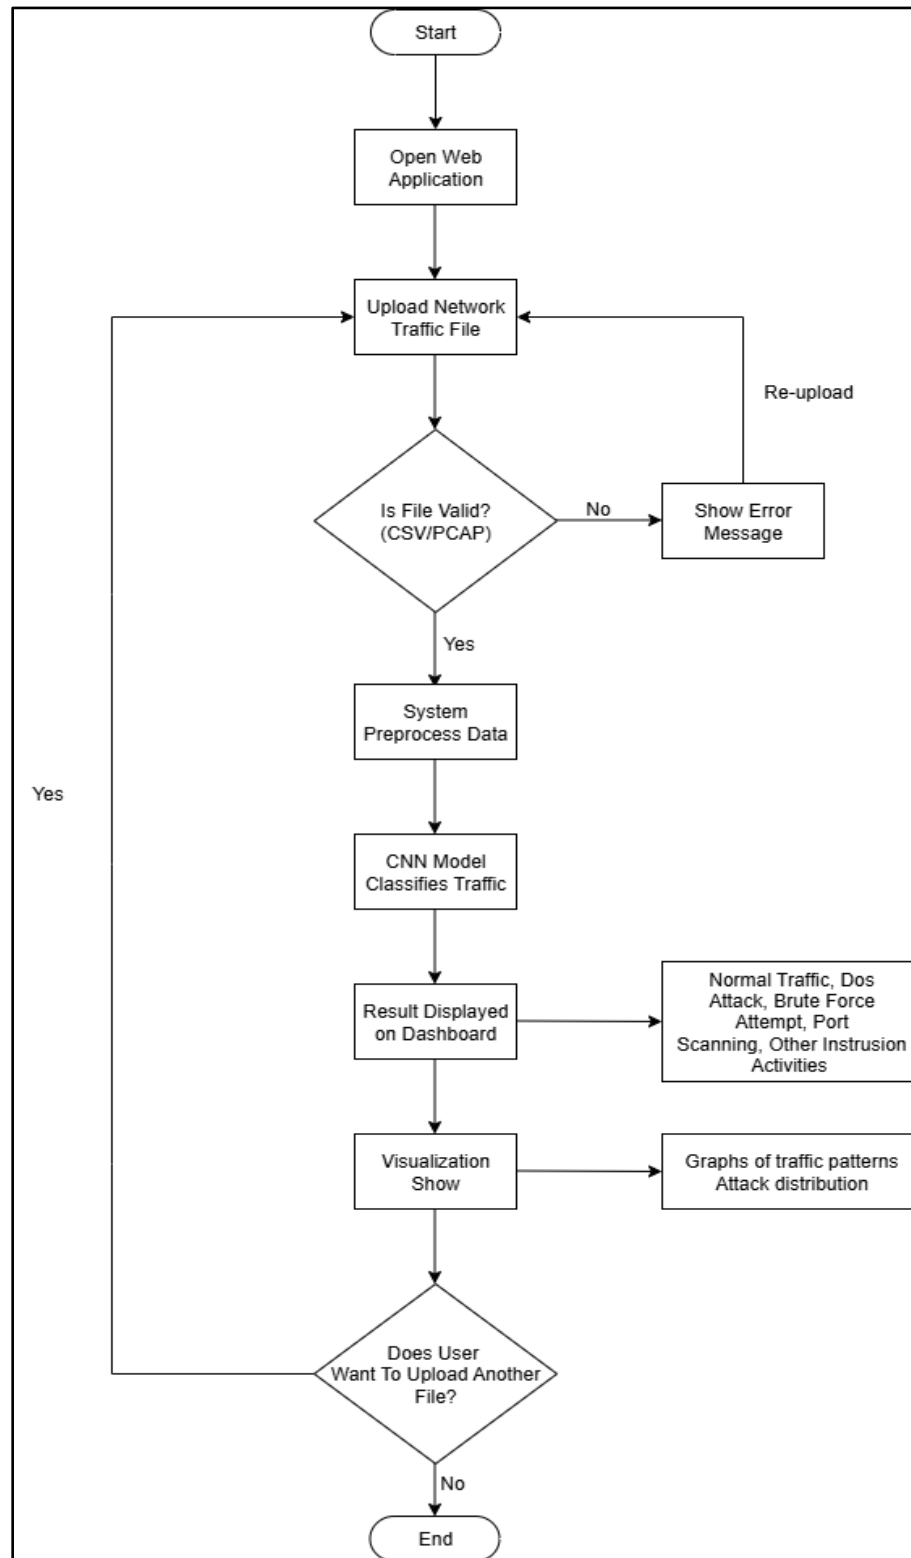 Start
Open Web
Application
Upload Network
Traffic File
Re-upload
Is File Valid?
(CSV/PCAP)
No
Show Error
Message
Yes
System
Preprocess Data
Yes
CNN Model
Classifies Traffic
Result Displayed
on Dashboard
Normal Traffic, Dos
Attack, Brute Force
Attempt, Port
Scanning, Other Instrusion
Activities
Visualization
Show
Graphs of traffic patterns
Attack distribution
Does User
Want To Upload Another
File?
No
End